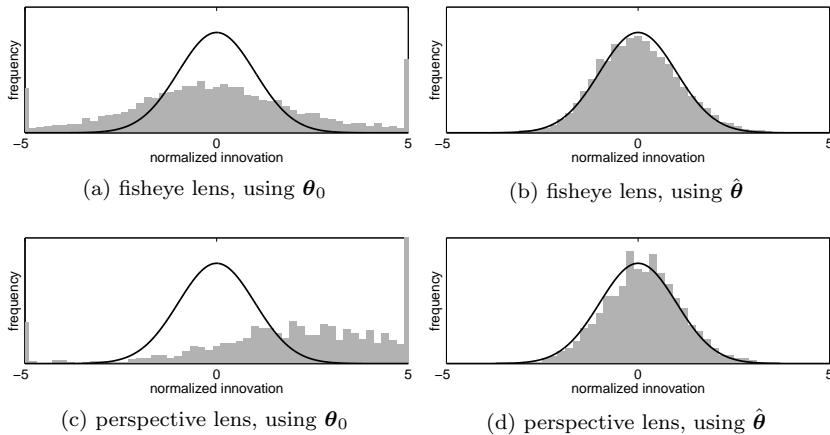 frequency
−5 0 5
normalized innovation
(a) fisheye lens, using θ₀
frequency
−5 0 5
normalized innovation
(b) fisheye lens, using θ̂
frequency
−5 0 5
normalized innovation
(c) perspective lens, using θ₀
frequency
−5 0 5
normalized innovation
(d) perspective lens, using θ̂